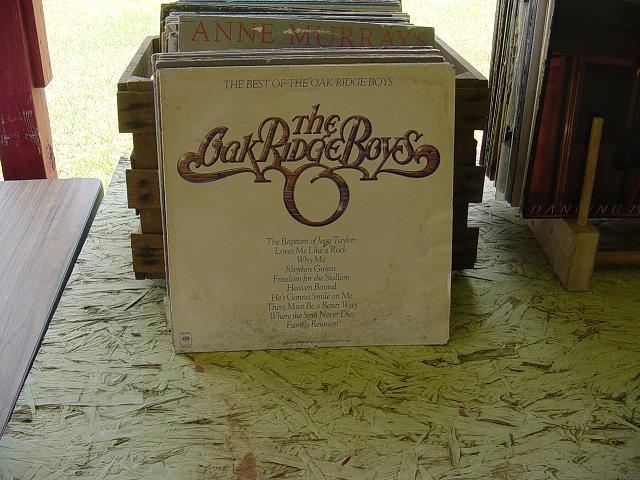 ANNE MURRAY'S
THE BEST OF THE OAK RIDGE BOYS
The
Oak Ridge Boys
The Baptism of Jesse Taylor
Loves Me Like a Rock
Why Me
Rhythm Guitar
Freedom for the Stallion
Heaven Bound
He's Gonna Smile on Me
There Must Be a Better Way
Where the Soul Never Dies
Family Reunion
DANCING